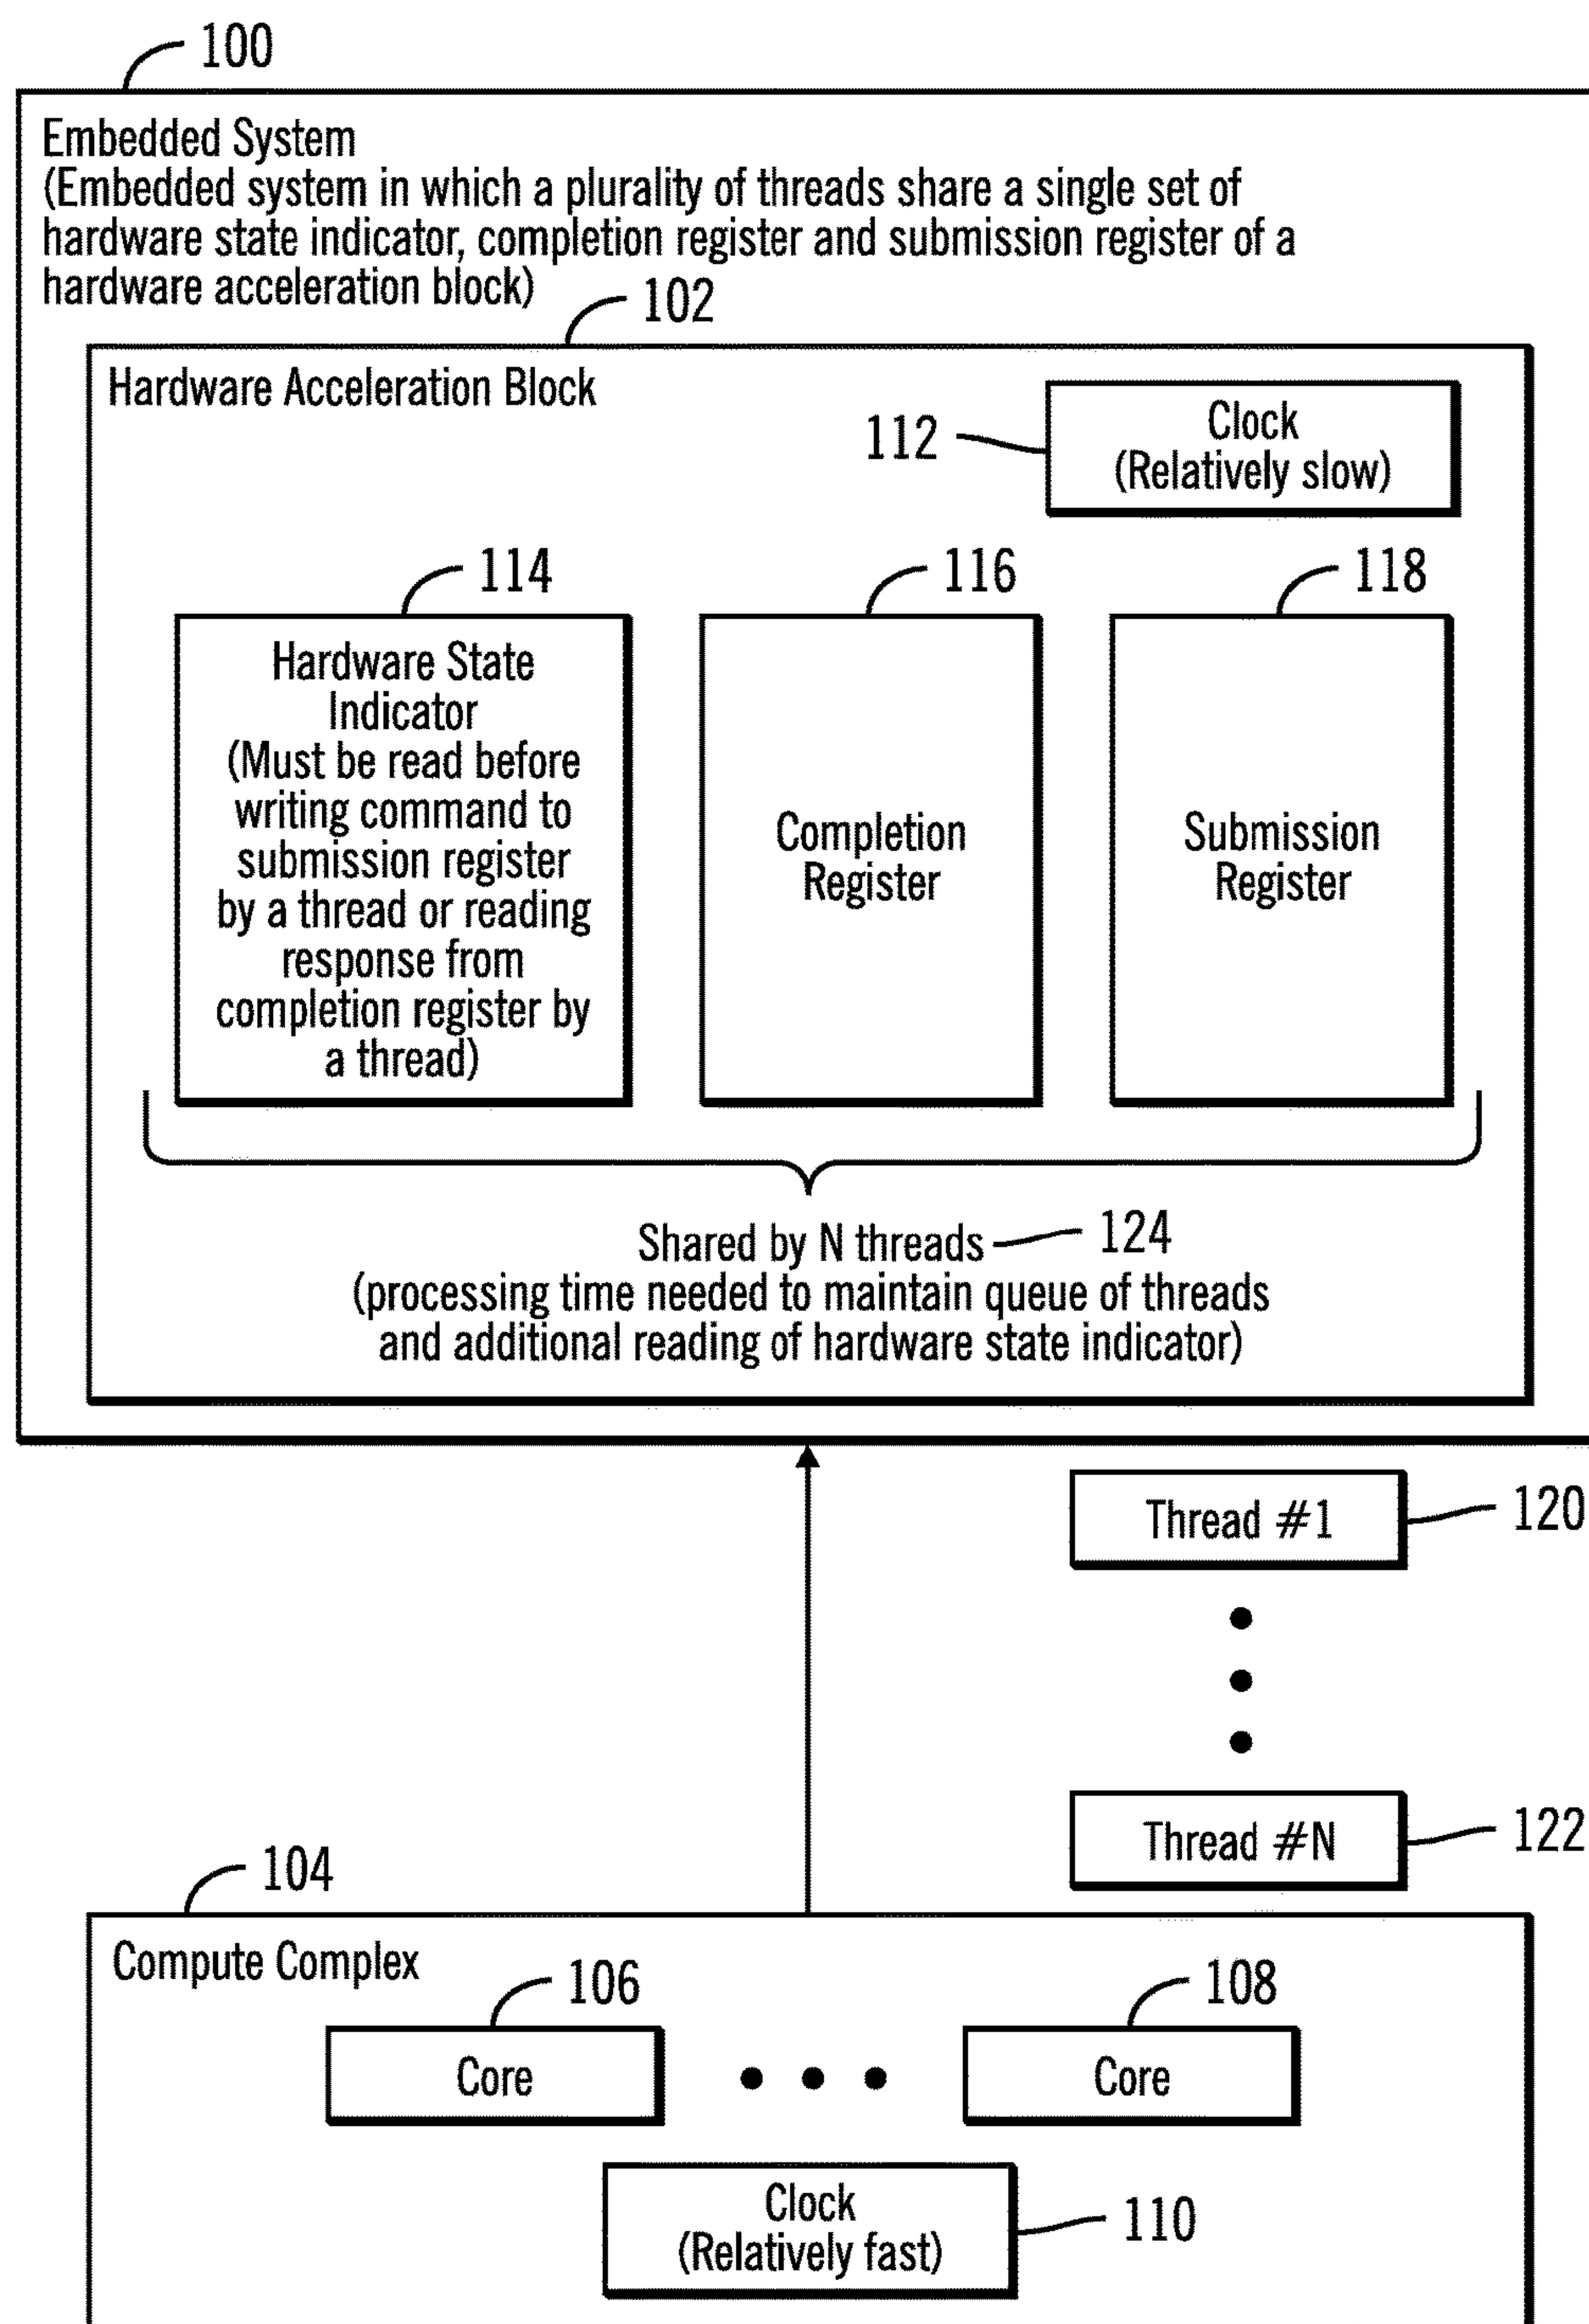 100
Embedded System
(Embedded system in which a plurality of threads share a single set of
hardware state indicator, completion register and submission register of a
hardware acceleration block)
102
Hardware Acceleration Block
112
Clock
(Relatively slow)
114
Hardware State
Indicator
(Must be read before
writing command to
submission register
by a thread or reading
response from
completion register by
a thread)
116
Completion
Register
118
Submission
Register
Shared by N threads
124
(processing time needed to maintain queue of threads
and additional reading of hardware state indicator)
Thread #1
120
Thread #N
122
104
Compute Complex
106
Core
108
Core
Clock
(Relatively fast)
110